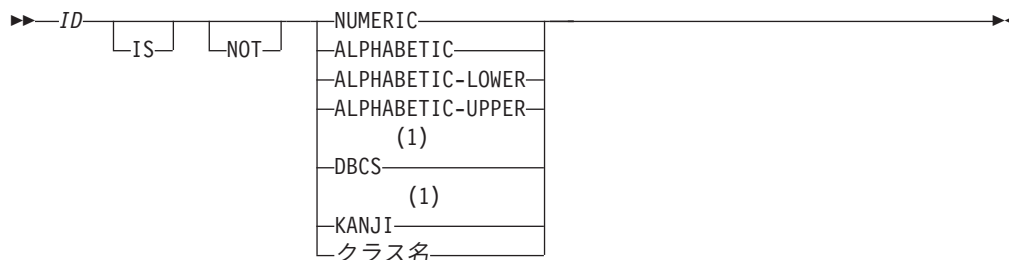 ID NUMERIC
IS NOT ALPHABETIC
ALPHABETIC-LOWER
ALPHABETIC-UPPER
(1)
DBCS
(1)
KANJI
クラス名